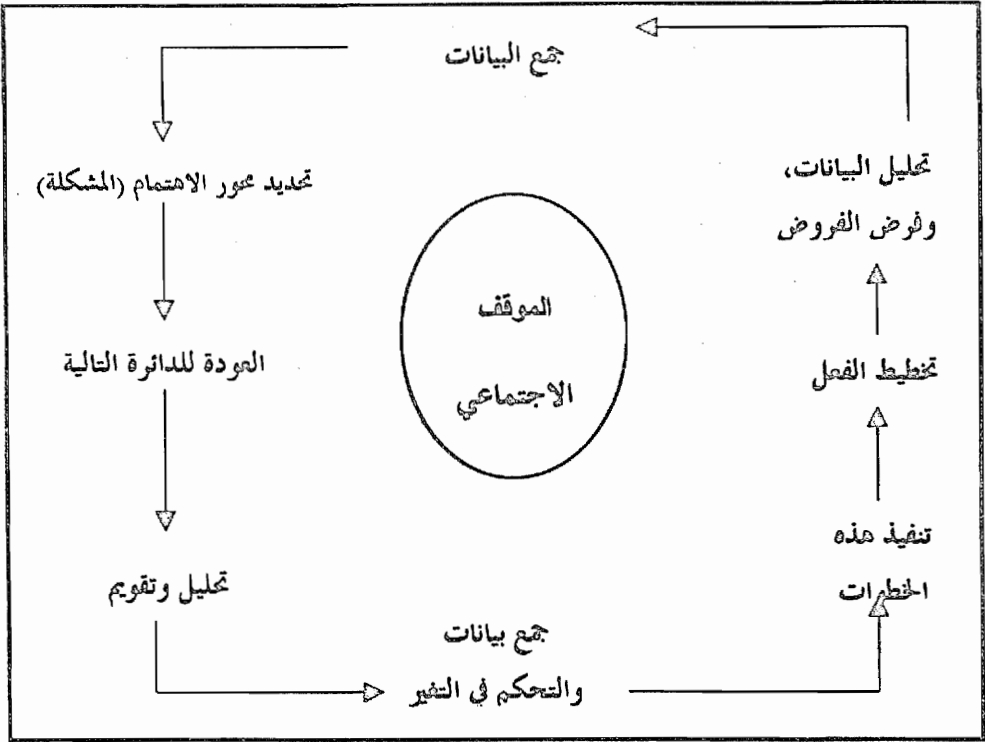 جمع البيانات
تحليل البيانات،
وفرض الفروض
تحديد محور الاهتمام (المشكلة)
الموقف
الاجتماعي
العودة للدائرة التالية
تخطيط الفعل
تنفيذ هذه
الخطوات
تحليل وتقويم
جمع بيانات
والتحكم في التغير